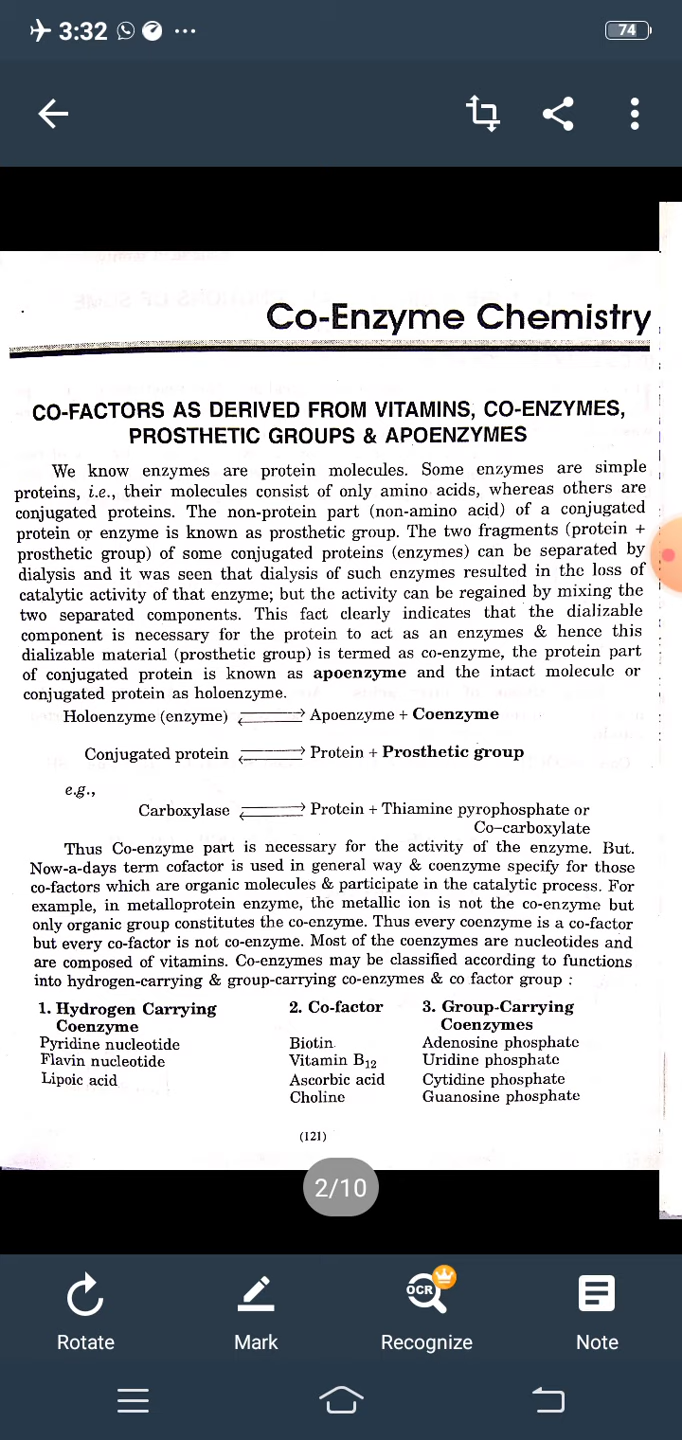 3:32
74
Co-Enzyme Chemistry
CO-FACTORS AS DERIVED FROM VITAMINS, CO-ENZYMES,
PROSTHETIC GROUPS & APOENZYMES
We know enzymes are protein molecules. Some enzymes are simple
proteins, i.e., their molecules consist of only amino acids, whereas others are
conjugated proteins. The non-protein part (non-amino acid) of a conjugated
protein or enzyme is known as prosthetic group. The two fragments (protein +
prosthetic group) of some conjugated proteins (enzymes) can be separated by
dialysis and it was seen that dialysis of such enzymes resulted in the loss of
catalytic activity of that enzyme; but the activity can be regained by mixing the
two separated components. This fact clearly indicates that the dializable
component is necessary for the protein to act as an enzymes & hence this
dializable material (prosthetic group) is termed as co-enzyme, the protein part
of conjugated protein is known as apoenzyme and the intact molecule or
conjugated protein as holoenzyme.
Holoenzyme (enzyme) ⇌ Apoenzyme + Coenzyme
Conjugated protein ⇌ Protein + Prosthetic group
e.g.,
Carboxylase ⇌ Protein + Thiamine pyrophosphate or
Co–carboxylate
Thus Co-enzyme part is necessary for the activity of the enzyme. But.
Now-a-days term cofactor is used in general way & coenzyme specify for those
co-factors which are organic molecules & participate in the catalytic process. For
example, in metalloprotein enzyme, the metallic ion is not the co-enzyme but
only organic group constitutes the co-enzyme. Thus every coenzyme is a co-factor
but every co-factor is not co-enzyme. Most of the coenzymes are nucleotides and
are composed of vitamins. Co-enzymes may be classified according to functions
into hydrogen-carrying & group-carrying co-enzymes & co factor group :
1. Hydrogen Carrying
Coenzyme
Pyridine nucleotide
Flavin nucleotide
Lipoic acid
2. Co-factor
Biotin
Vitamin B12
Ascorbic acid
Choline
3. Group-Carrying
Coenzymes
Adenosine phosphate
Uridine phosphate
Cytidine phosphate
Guanosine phosphate
(121)
2/10
OCR
Rotate
Mark
Recognize
Note